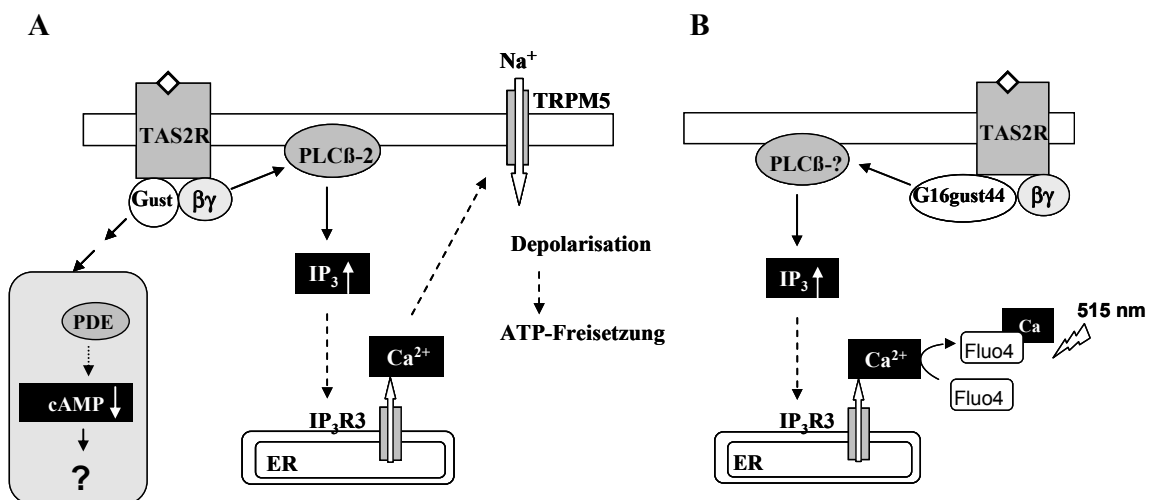 A
Na⁺
TRPM5
TAS2R
PLCß-2
Gust
βγ
Depolarisation
IP₃
ATP-Freisetzung
PDE
Ca²⁺
cAMP
IP₃R3
?
ER
B
TAS2R
PLCß-?
G16gust44
βγ
IP₃
515 nm
Ca
Fluo4
Ca²⁺
Fluo4
IP₃R3
ER